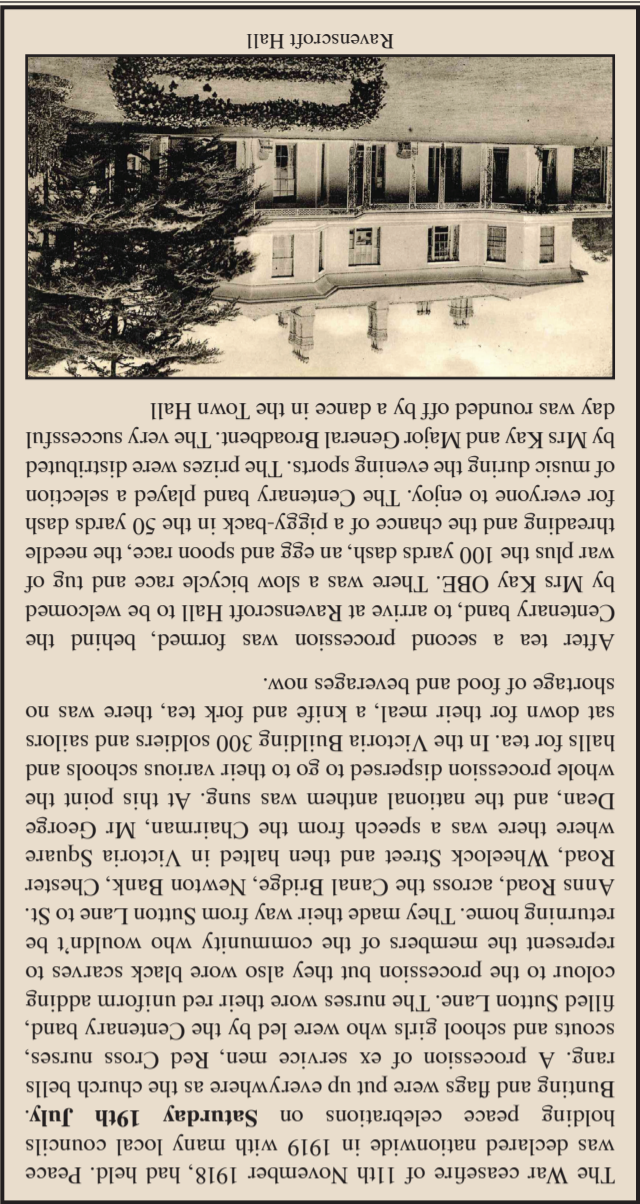 The War ceasefire of 11th November 1918, had held. Peace
was declared nationwide in 1919 with many local councils
holding peace celebrations on Saturday 19th July.
Bunting and flags were put up everywhere as the church bells
rang. A procession of ex service men, Red Cross nurses,
scouts and school girls who were led by the Centenary band,
filled Sutton Lane. The nurses wore their red uniform adding
colour to the procession but they also wore black scarves to
represent the members of the community who wouldn't be
returning home. They made their way from Sutton Lane to St.
Anns Road, across the Canal Bridge, Newton Bank, Chester
Road, Wheelock Street and then halted in Victoria Square
where there was a speech from the Chairman, Mr George
Dean, and the national anthem was sung. At this point the
whole procession dispersed to go to their various schools and
halls for tea. In the Victoria Building 300 soldiers and sailors
sat down for their meal, a knife and fork tea, there was no
shortage of food and beverages now.
After tea a second procession was formed, behind the
Centenary band, to arrive at Ravenscroft Hall to be welcomed
by Mrs Kay OBE. There was a slow bicycle race and tug of
war plus the 100 yards dash, an egg and spoon race, the needle
threading and the chance of a piggy-back in the 50 yards dash
for everyone to enjoy. The Centenary band played a selection
of music during the evening sports. The prizes were distributed
by Mrs Kay and Major General Broadbent. The very successful
day was rounded off by a dance in the Town Hall
Ravenscroft Hall